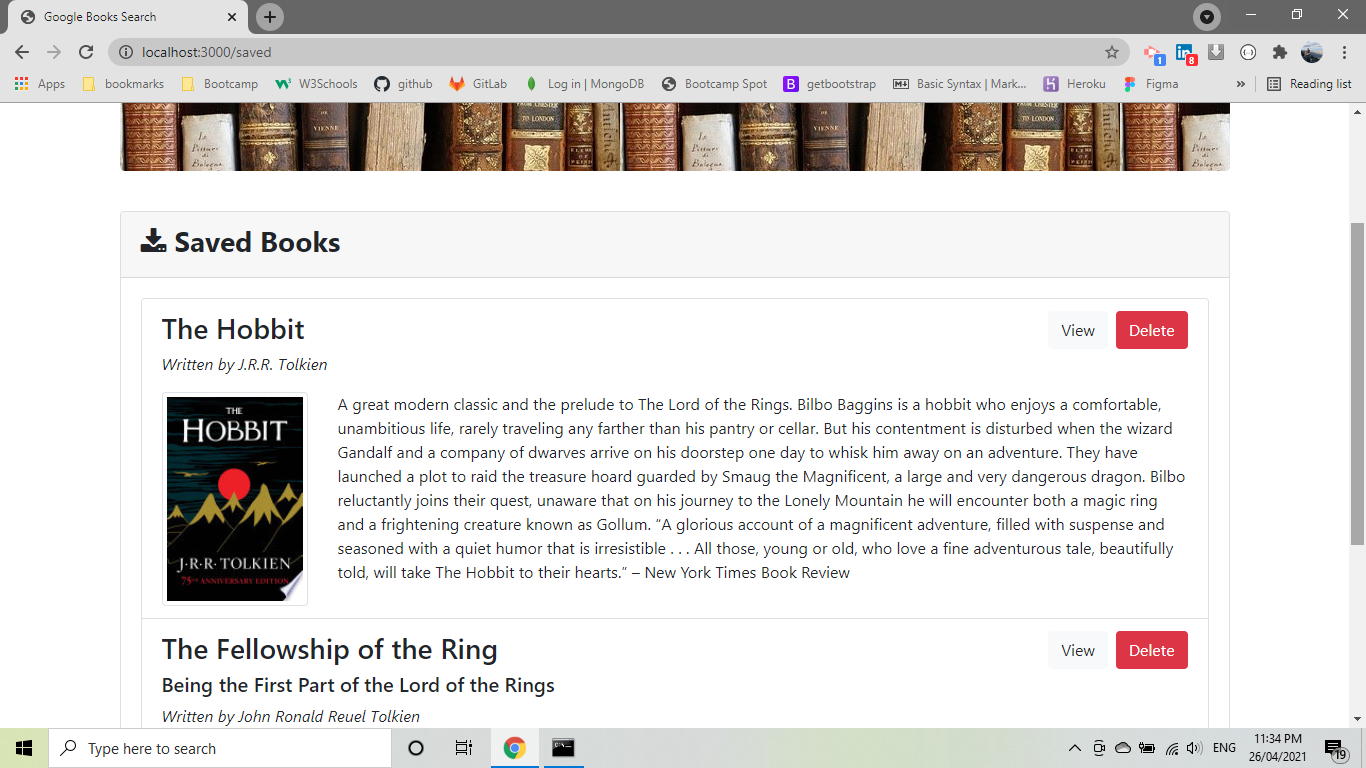 Google Books Search
localhost:3000/saved
1
8
Apps bookmarks Bootcamp W3Schools github GitLab Log in | MongoDB Bootcamp Spot getbootstrap Basic Syntax | Mark... Heroku Figma » Reading list
Saved Books
The Hobbit
View Delete
Written by J.R.R. Tolkien
THE
HOBBIT
J·R·R·TOLKIEN
75TH ANNIVERSARY EDITION
A great modern classic and the prelude to The Lord of the Rings. Bilbo Baggins is a hobbit who enjoys a comfortable,
unambitious life, rarely traveling any farther than his pantry or cellar. But his contentment is disturbed when the wizard
Gandalf and a company of dwarves arrive on his doorstep one day to whisk him away on an adventure. They have
launched a plot to raid the treasure hoard guarded by Smaug the Magnificent, a large and very dangerous dragon. Bilbo
reluctantly joins their quest, unaware that on his journey to the Lonely Mountain he will encounter both a magic ring
and a frightening creature known as Gollum. “A glorious account of a magnificent adventure, filled with suspense and
seasoned with a quiet humor that is irresistible . . . All those, young or old, who love a fine adventurous tale, beautifully
told, will take The Hobbit to their hearts.” – New York Times Book Review
The Fellowship of the Ring
View Delete
Being the First Part of the Lord of the Rings
Written by John Ronald Reuel Tolkien
Type here to search
ENG
11:34 PM
26/04/2021
19